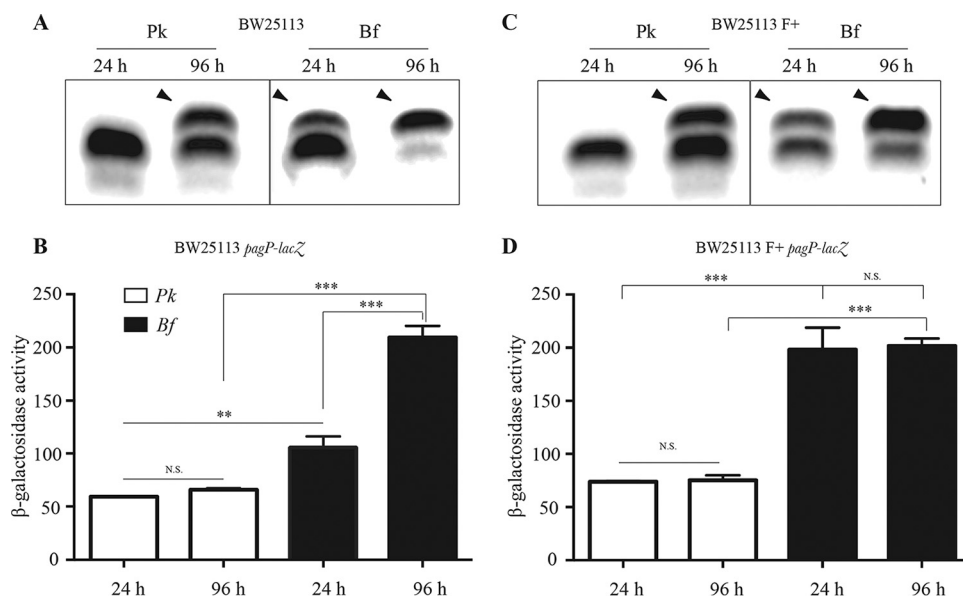 A
Pk
BW25113
Bf
24 h
96 h
24 h
96 h
C
Pk
BW25113 F+
Bf
24 h
96 h
24 h
96 h
B
BW25113 pagP-lacZ
β-galactosidase activity
250
200
150
100
50
0
Pk
Bf
***
***
**
N.S.
24 h
96 h
24 h
96 h
D
BW25113 F+ pagP-lacZ
β-galactosidase activity
250
200
150
100
50
0
***
N.S.
***
N.S.
24 h
96 h
24 h
96 h